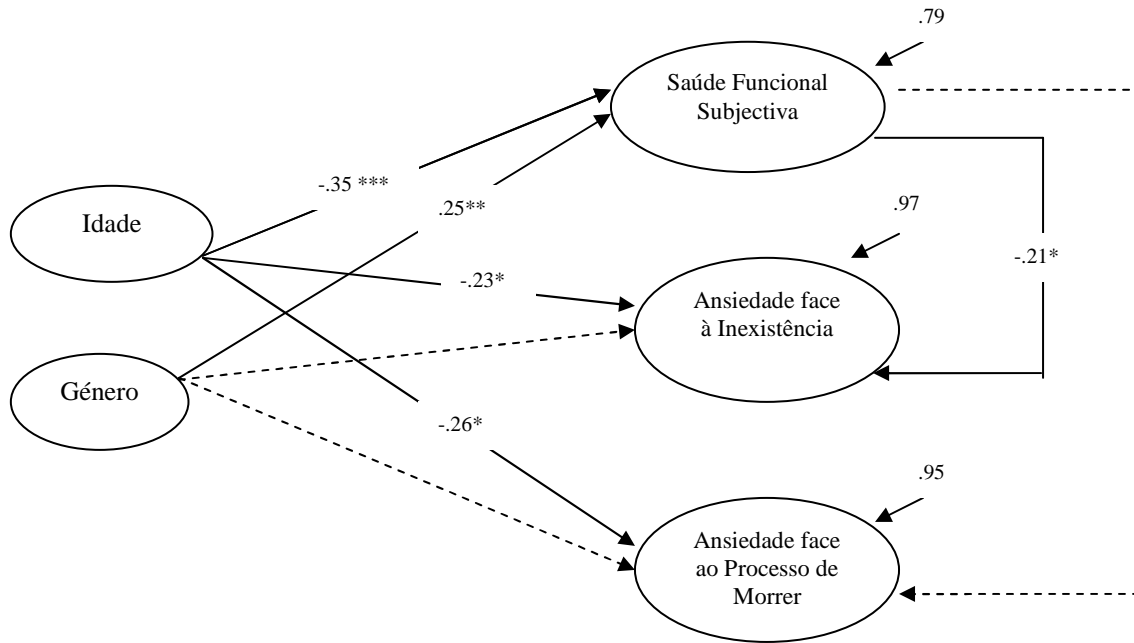 .79
Saúde Funcional
Subjectiva
-.35 ***
.25**
.97
Idade
-.21*
-.23*
Ansiedade face
à Inexistência
Género
-.26*
.95
Ansiedade face
ao Processo de
Morrer